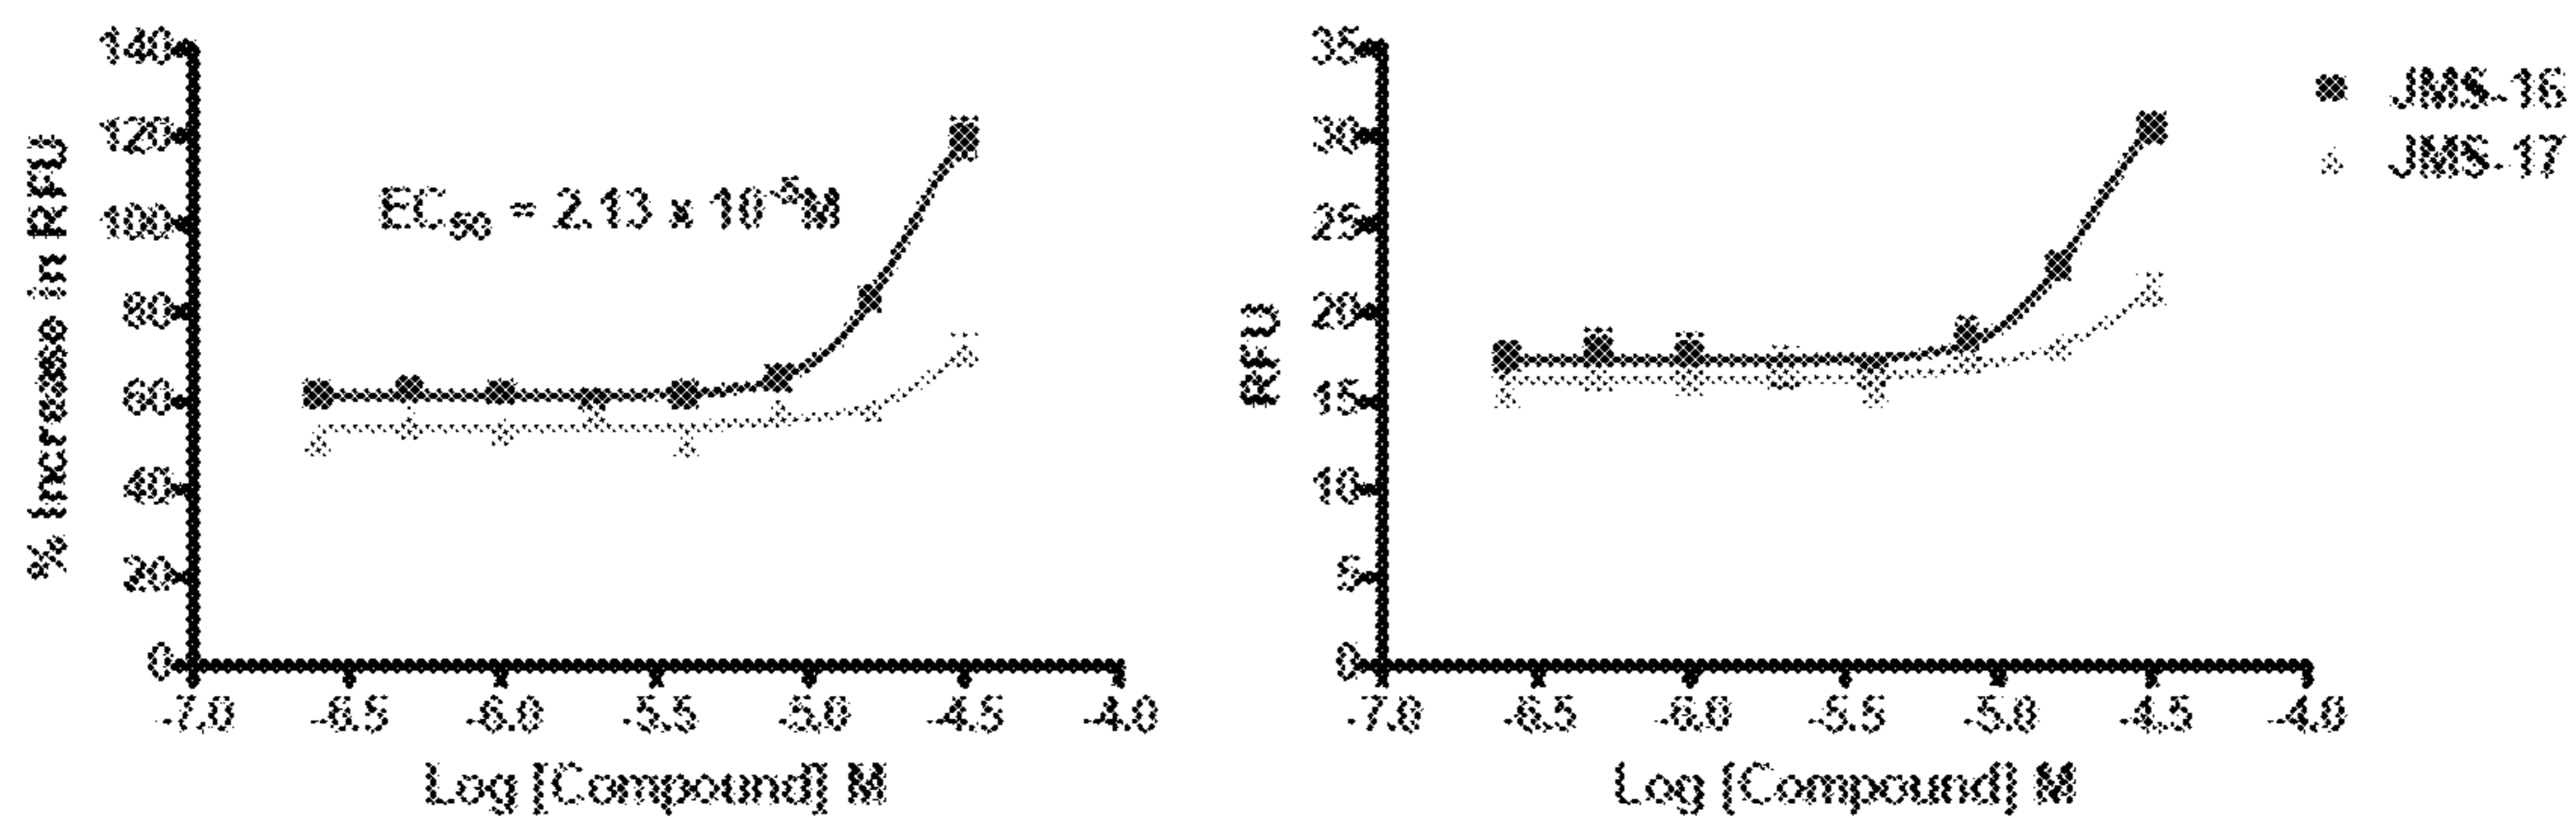 % Increase in RFU
140
120
100
80
60
40
20
0
EC50 = 2.13 x 10-5M
-7.0 -6.5 -6.0 -5.5 -5.0 -4.5 -4.0
Log [Compound] M
RFU
35
30
25
20
15
10
5
0
-7.0 -6.5 -6.0 -5.5 -5.0 -4.5 -4.0
Log [Compound] M
JMS-16
JMS-17